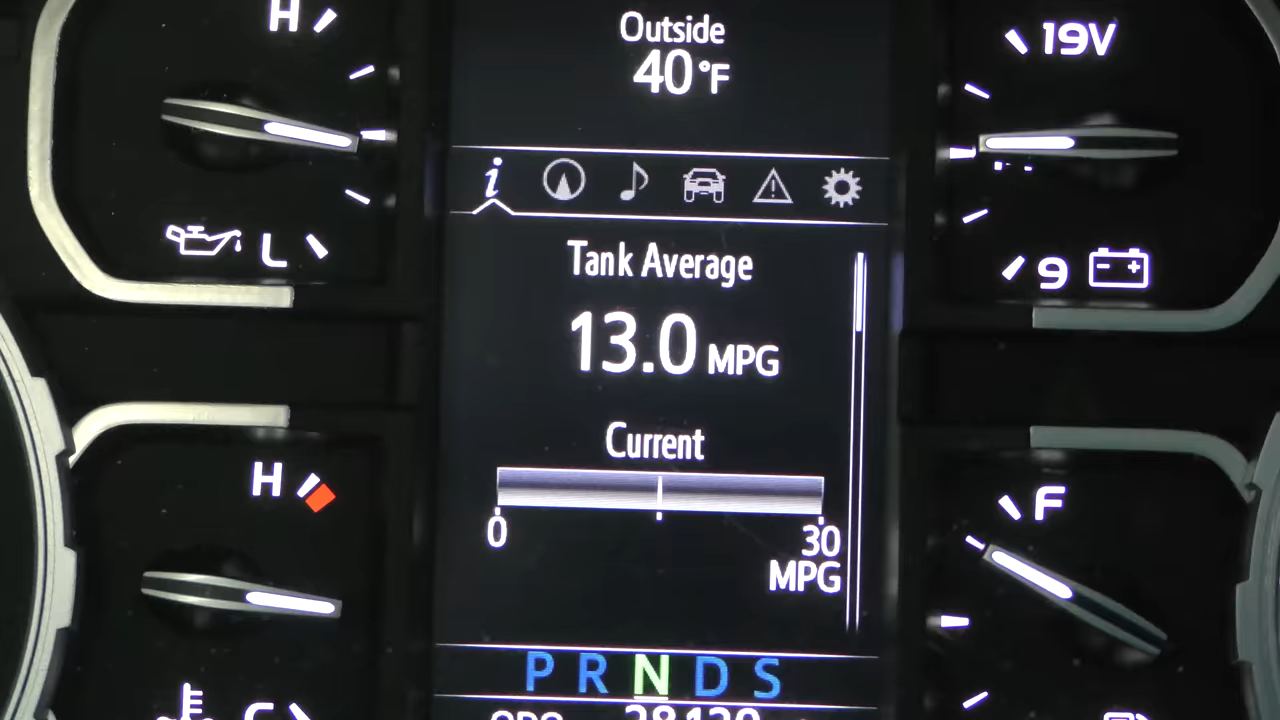 H
Outside
40°F
19V
i
L
9
Tank Average
13.0 MPG
Current
0
30
MPG
H
F
P R N D S